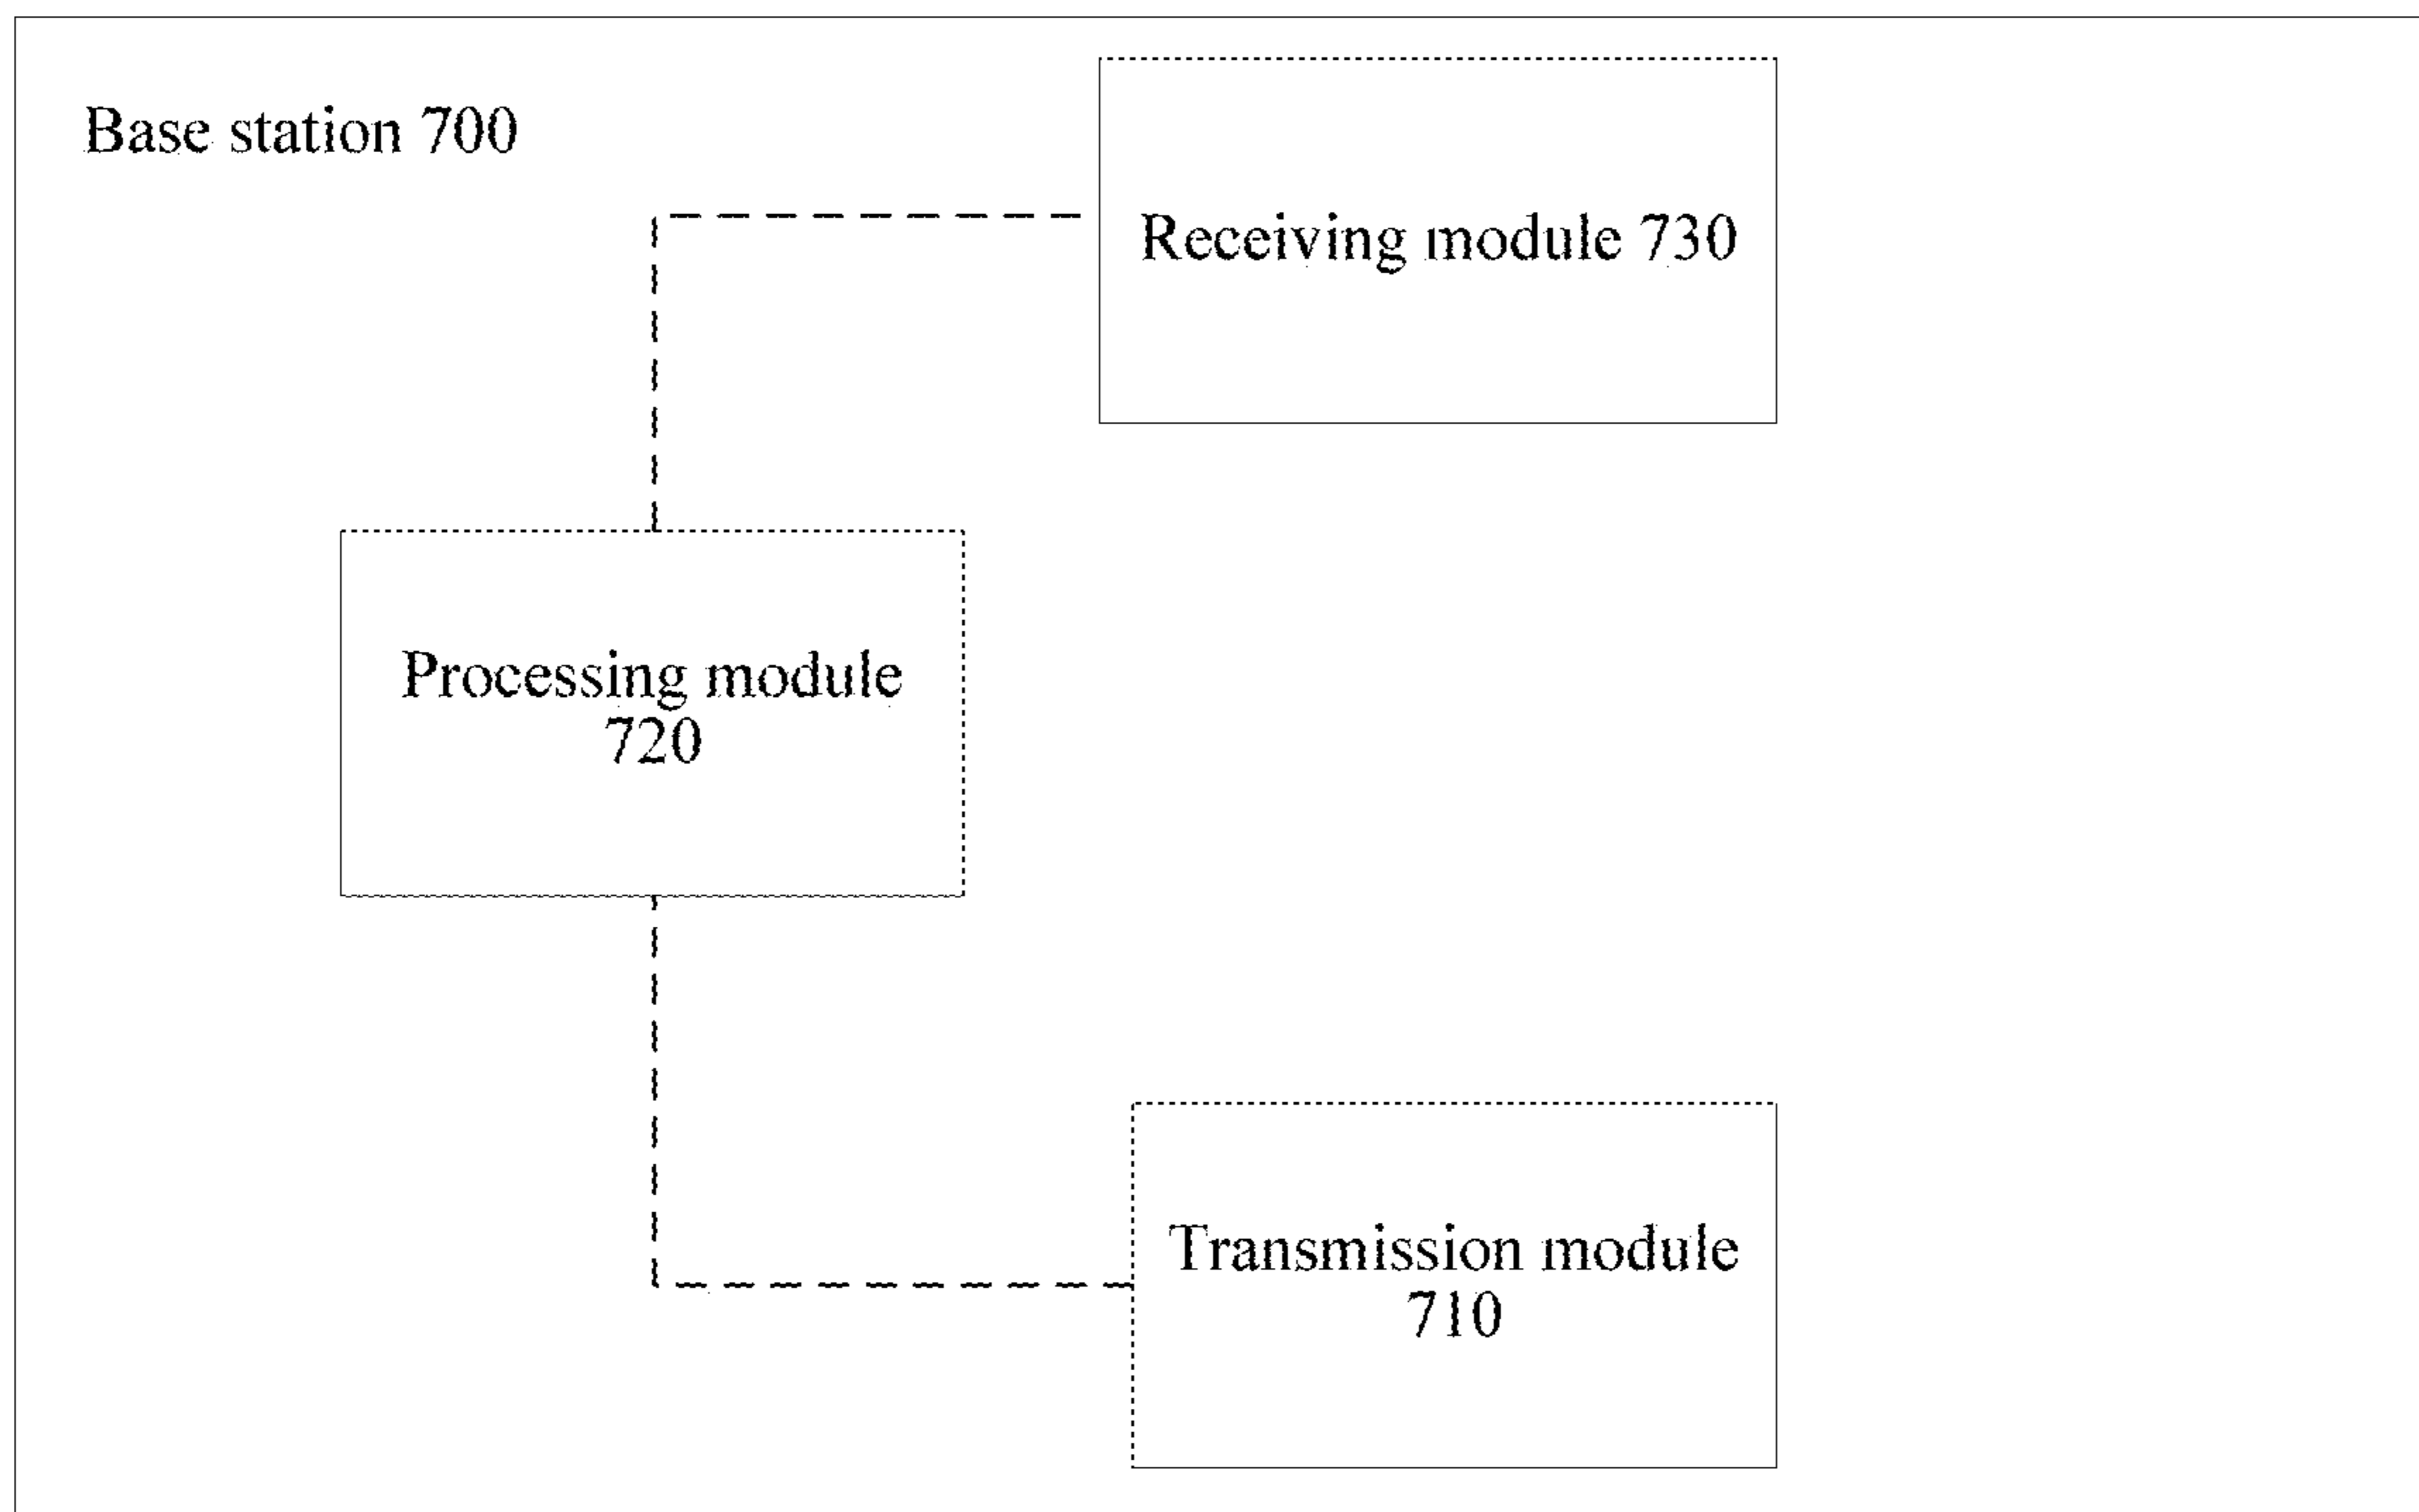 Base station 700
Receiving module 730
Processing module
720
Transmission module
710